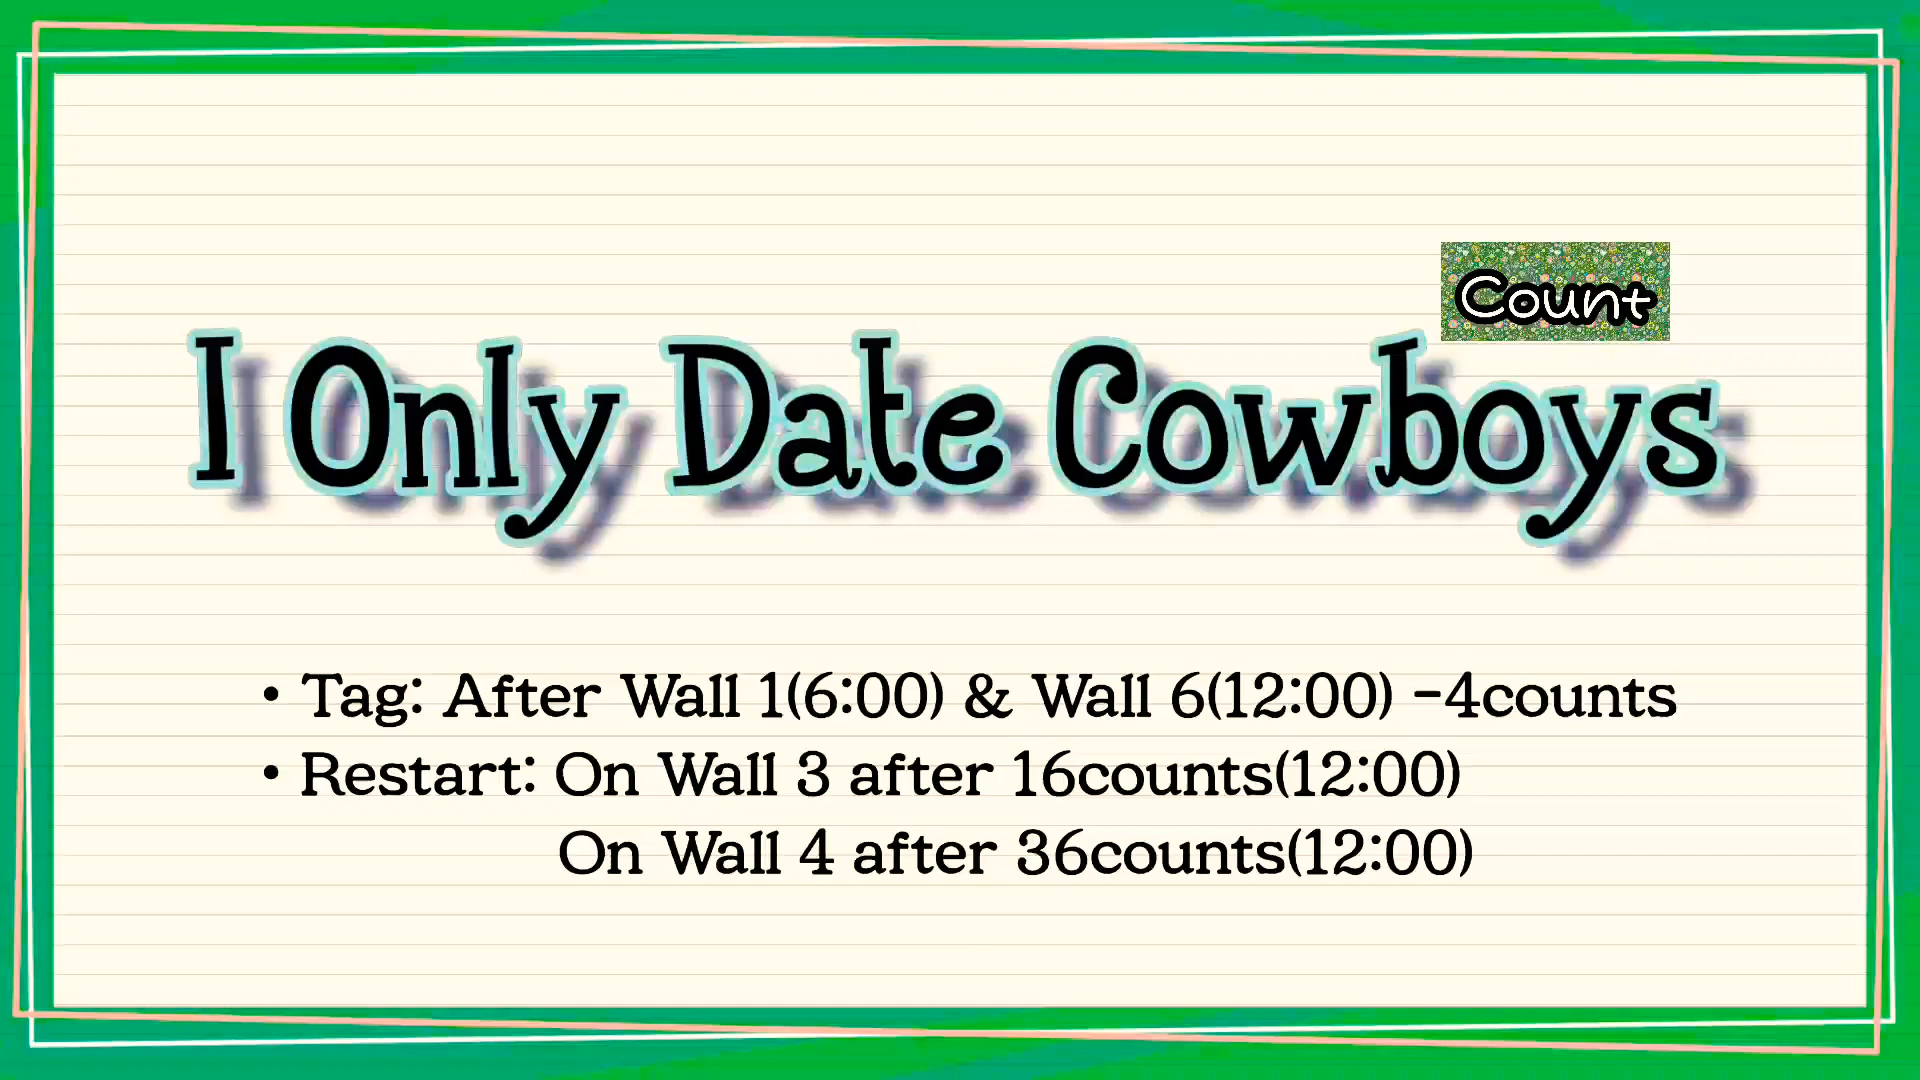 Count
I Only Date Cowboys
• Tag: After Wall 1(6:00) & Wall 6(12:00) -4counts
• Restart: On Wall 3 after 16counts(12:00)
On Wall 4 after 36counts(12:00)